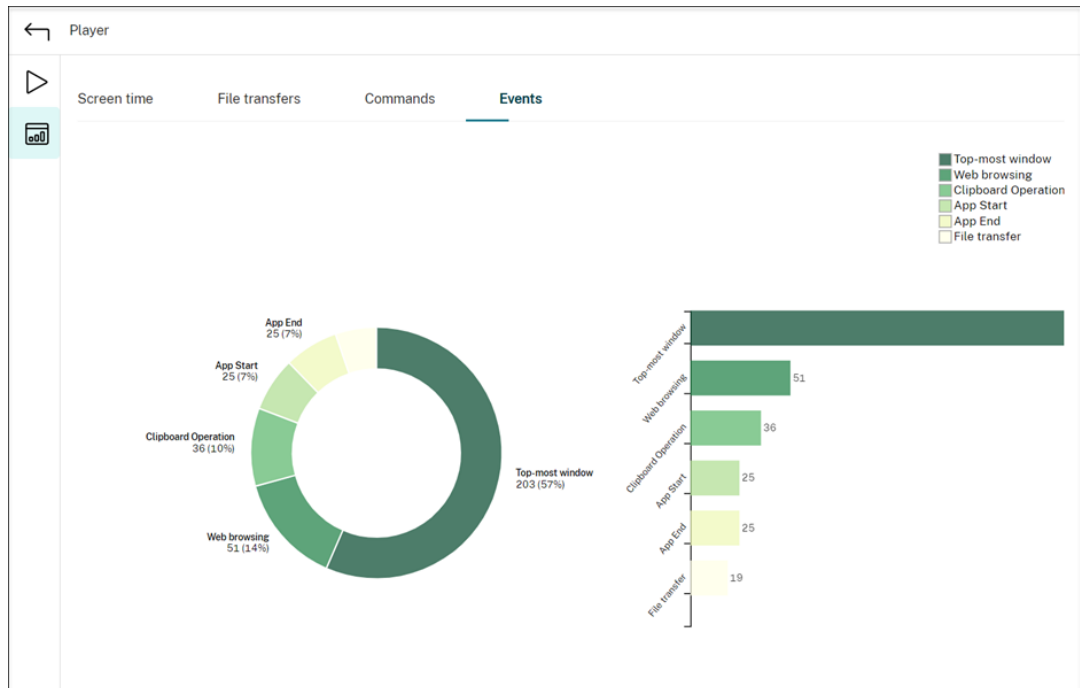 Player
Screen time
File transfers
Commands
Events
Top-most window
Web browsing
Clipboard Operation
App Start
App End
File transfer
App End
25 (7%)
App Start
25 (7%)
Clipboard Operation
36 (10%)
Web browsing
51 (14%)
Top-most window
203 (57%)
Top-most window
Web browsing
51
Clipboard Operation
36
App Start
25
App End
25
File transfer
19